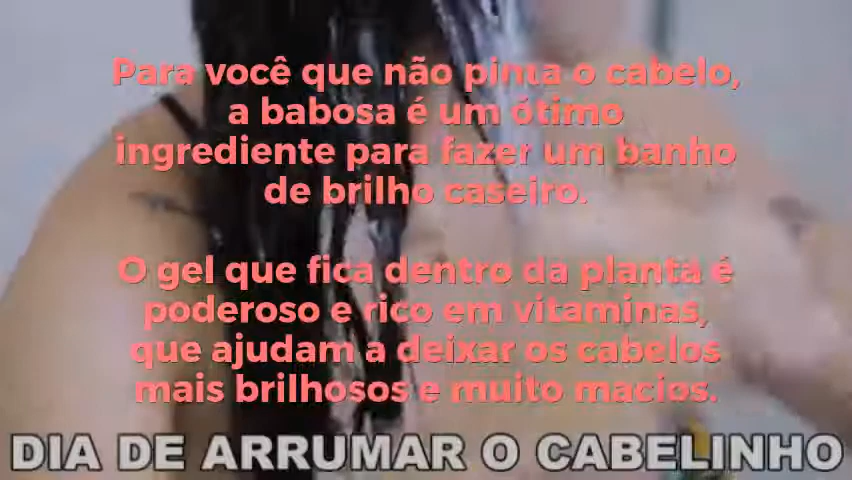 Para você que não pinta o cabelo,
a babosa é um ótimo
ingrediente para fazer um banho
de brilho caseiro.
O gel que fica dentro da planta é
poderoso e rico em vitaminas,
que ajudam a deixar os cabelos
mais brilhosos e muito macios.
DIA DE ARRUMAR O CABELINHO